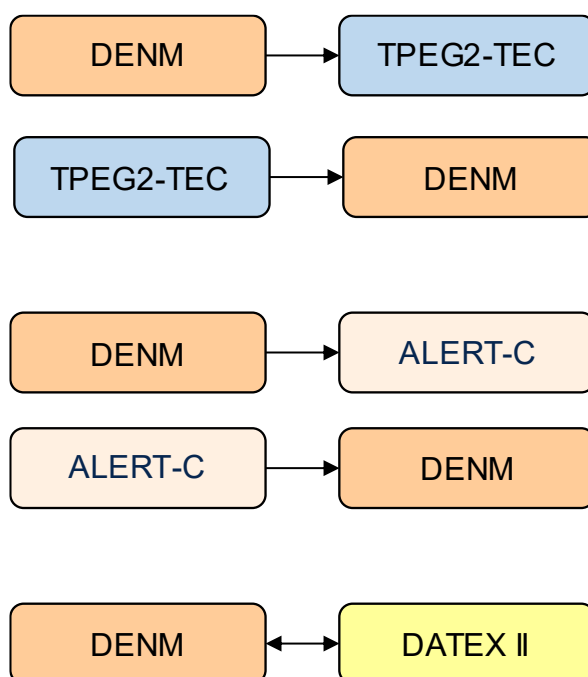 DENM TPEG2-TEC
TPEG2-TEC DENM
DENM ALERT-C
ALERT-C DENM
DENM DATEX II